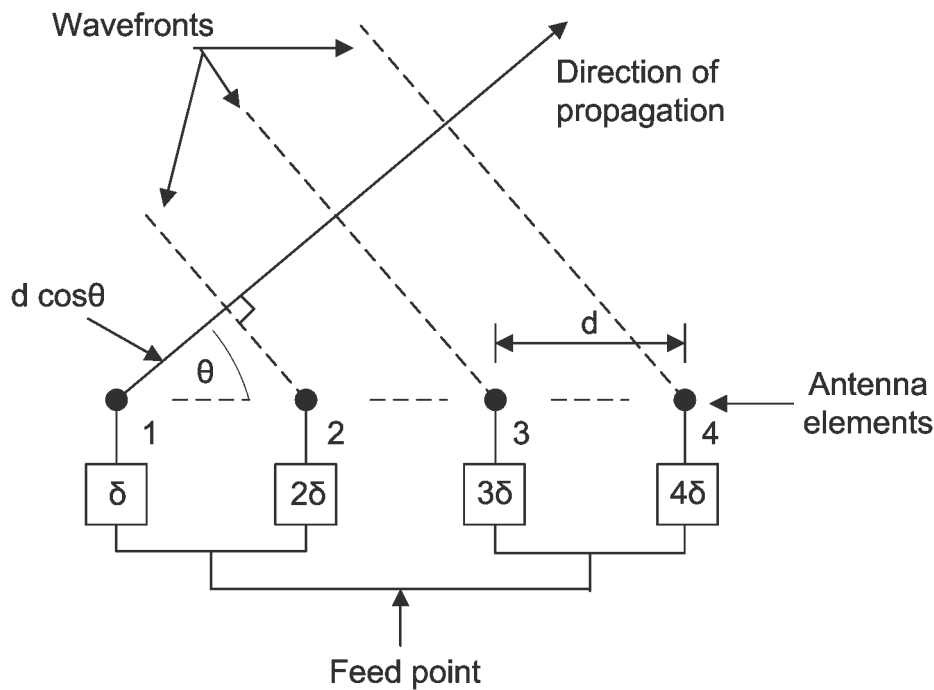 Wavefronts
Direction of
propagation
d cosθ
θ
d
Antenna
elements
1
2
3
4
δ
2δ
3δ
4δ
Feed point